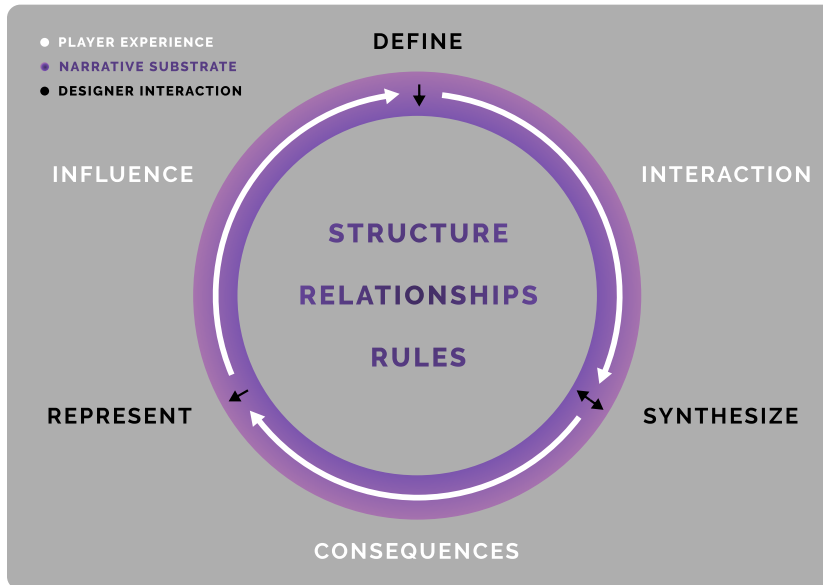 PLAYER EXPERIENCE
NARRATIVE SUBSTRATE
DESIGNER INTERACTION
DEFINE
INFLUENCE
INTERACTION
STRUCTURE
RELATIONSHIPS
RULES
REPRESENT
SYNTHESIZE
CONSEQUENCES